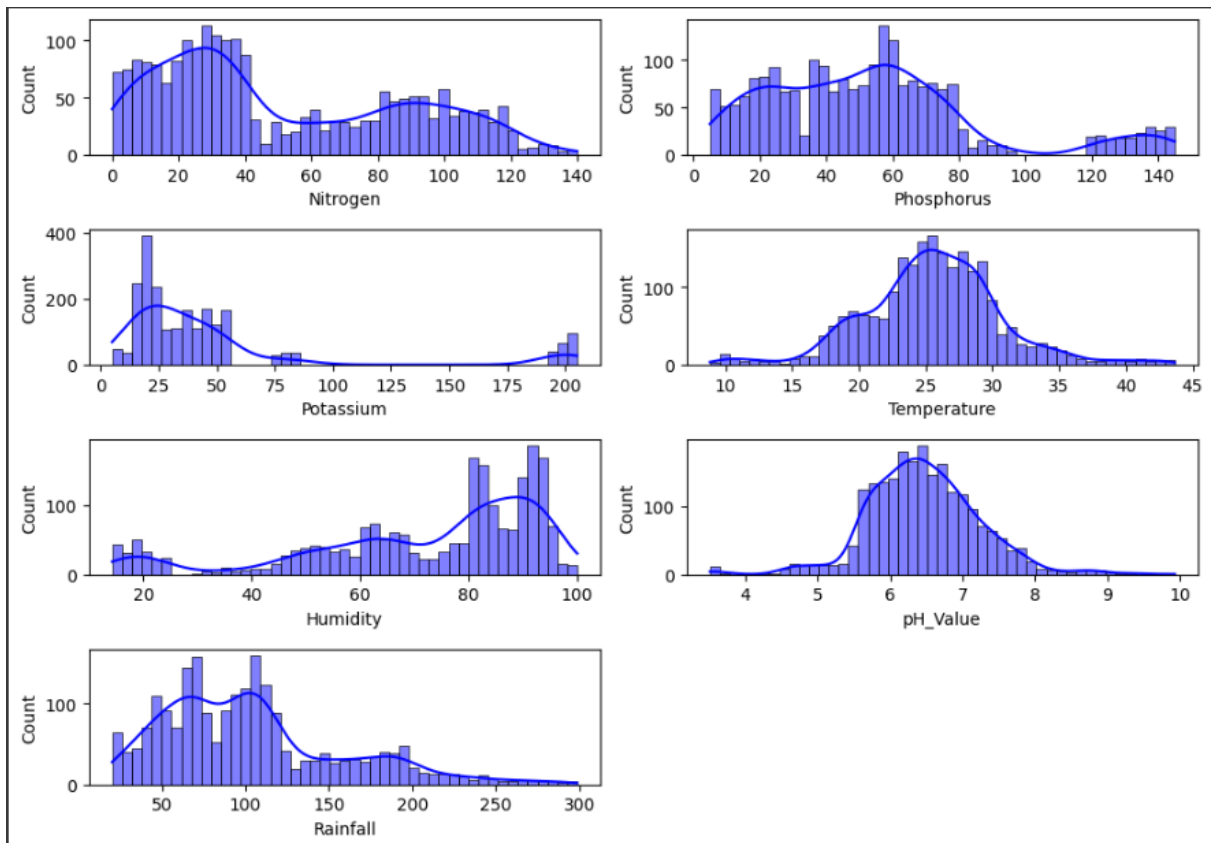 Count
100
50
0
0 20 40 60 80 100 120 140
Nitrogen
Count
100
50
0
0 20 40 60 80 100 120 140
Phosphorus
Count
400
200
0
0 25 50 75 100 125 150 175 200
Potassium
Count
100
0
10 15 20 25 30 35 40 45
Temperature
Count
100
0
20 40 60 80 100
Humidity
Count
100
0
4 5 6 7 8 9 10
pH_Value
Count
100
0
50 100 150 200 250 300
Rainfall